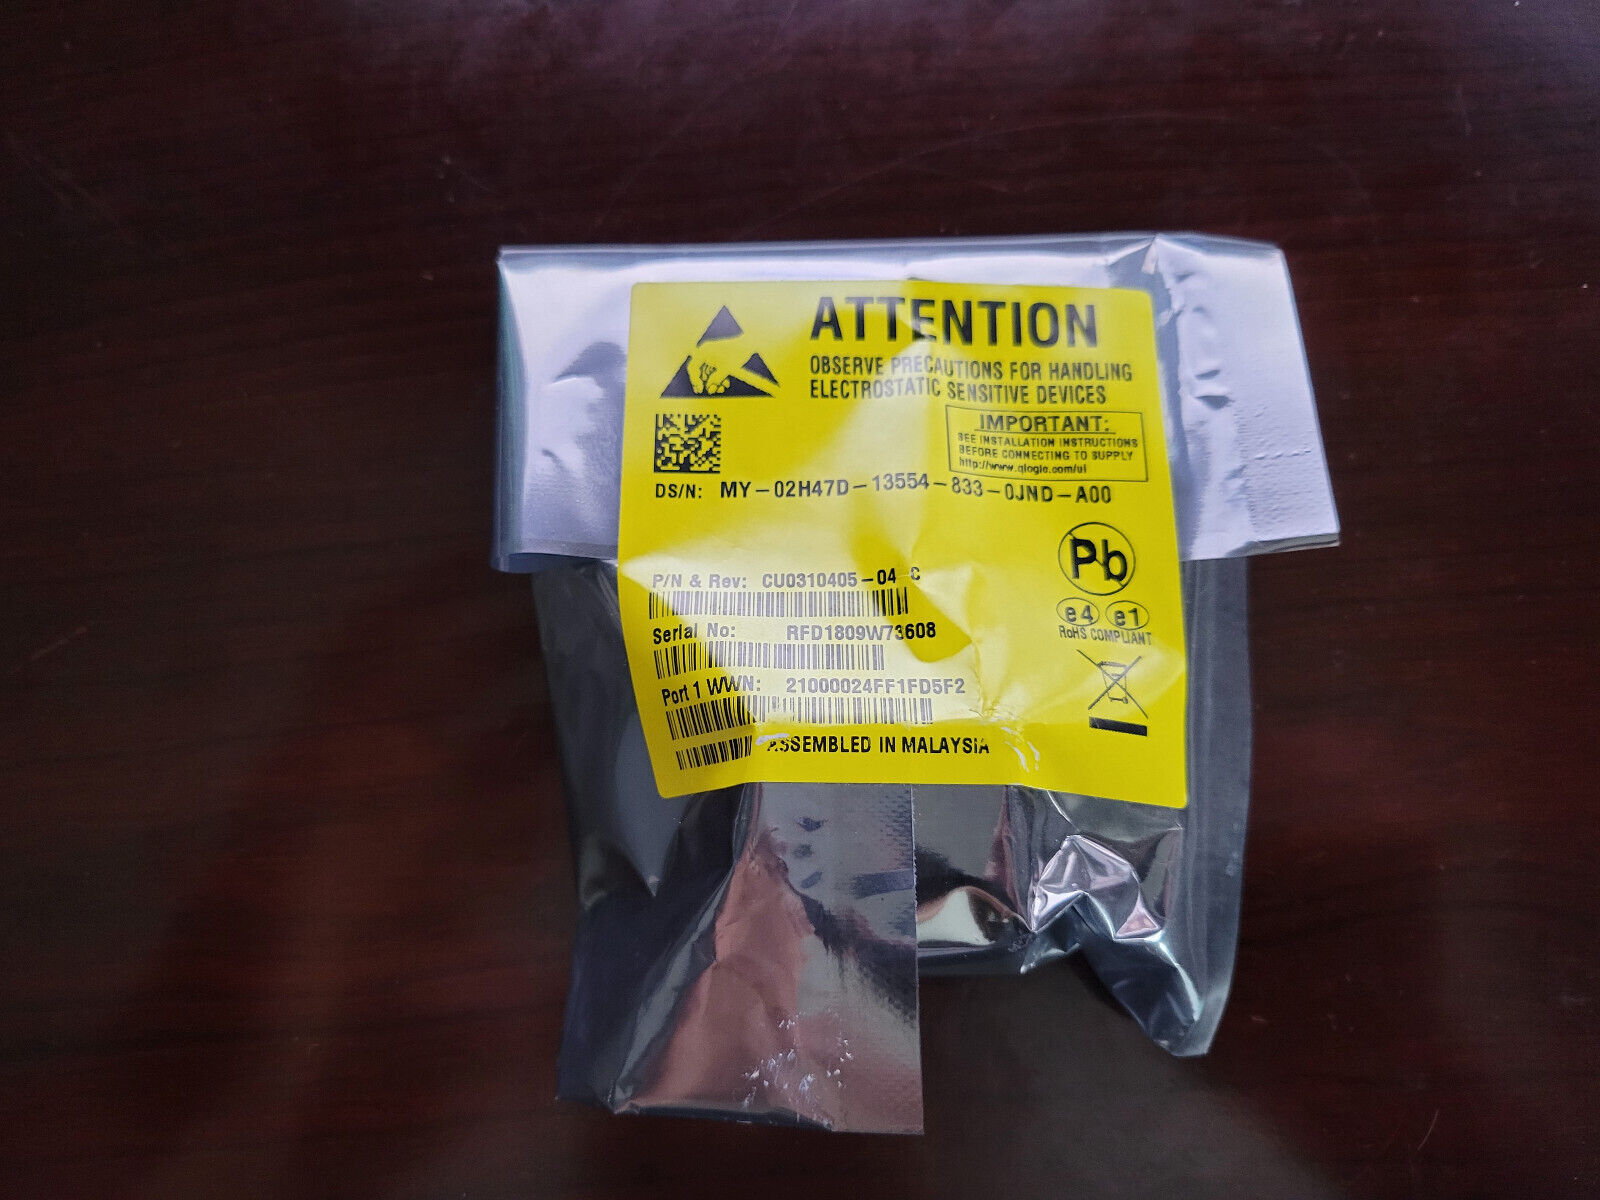 ATTENTION
OBSERVE PRECAUTIONS FOR HANDLING
ELECTROSTATIC SENSITIVE DEVICES
IMPORTANT:
SEE INSTALLATION INSTRUCTIONS
BEFORE CONNECTING TO SUPPLY
http://www.qlogic.com/ul
DS/N: MY-02H47D-13554-833-0JND-A00
Pb
P/N & Rev: CU0310405-04 C
e4 e1
RoHS COMPLIANT
Serial No: RFD1809W73608
Port 1 WWN: 21000024FF1FD5F2
ASSEMBLED IN MALAYSIA